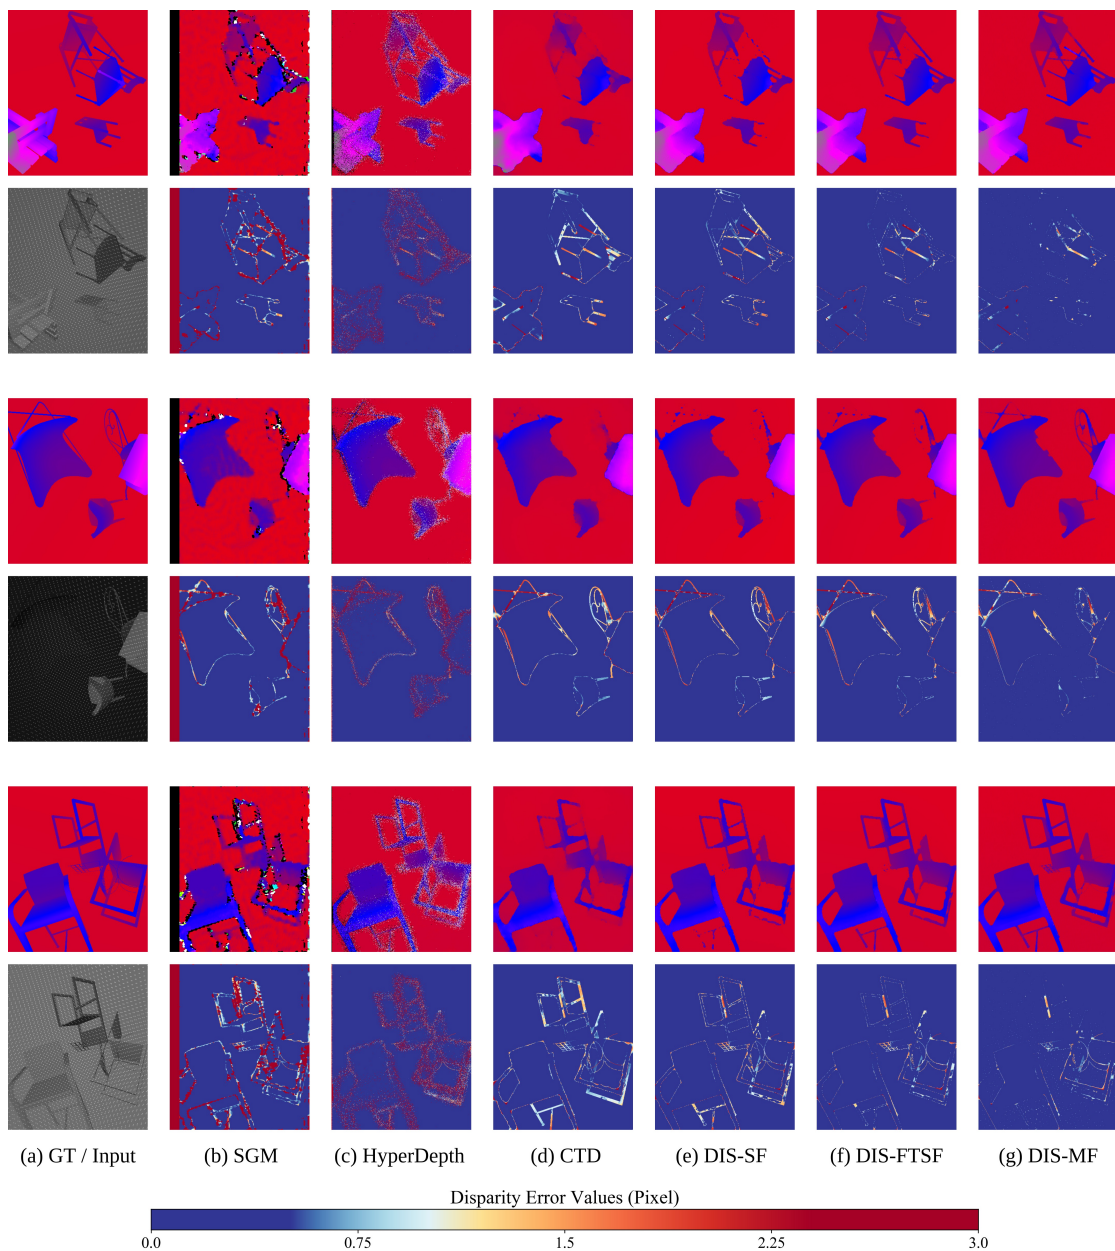 (a) GT / Input (b) SGM (c) HyperDepth (d) CTD (e) DIS-SF (f) DIS-FTSF (g) DIS-MF
Disparity Error Values (Pixel)
0.0 0.75 1.5 2.25 3.0